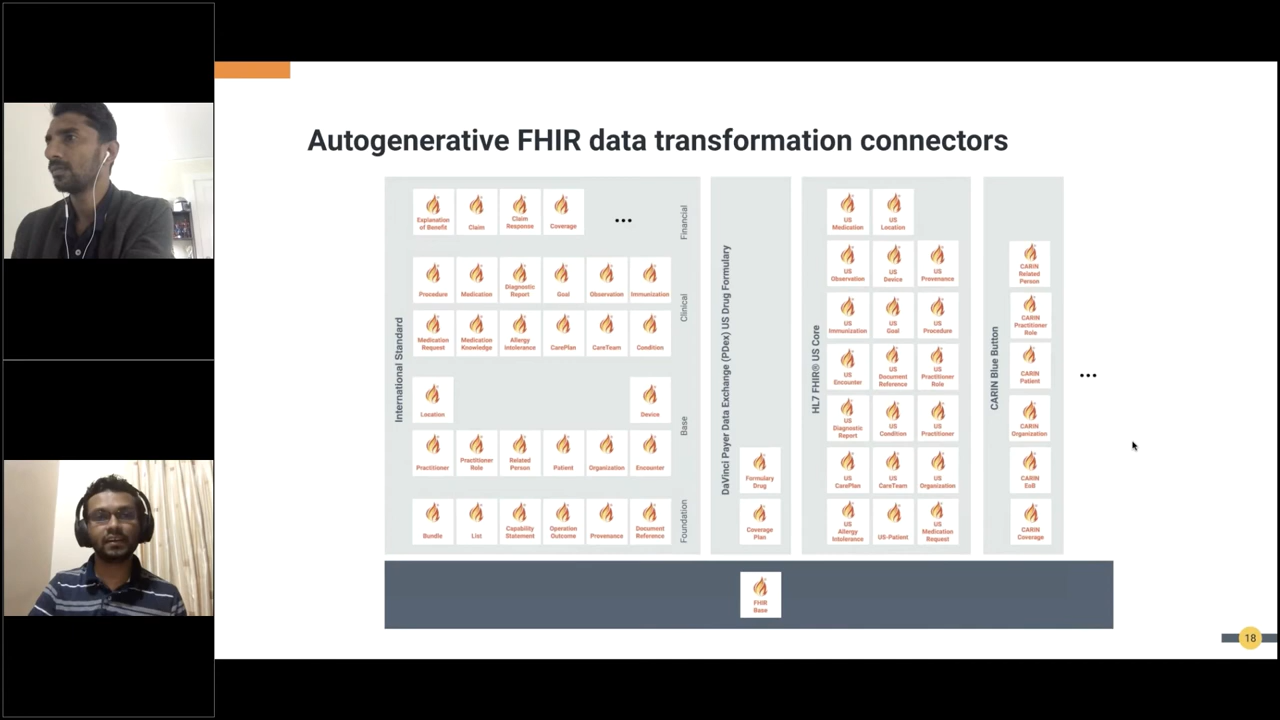 Autogenerative FHIR data transformation connectors
International Standard
Explanation
of Benefit
Claim
Claim
Response
Coverage
...
Financial
Procedure
Medication
Diagnostic
Report
Goal
Observation
Immunization
Clinical
Medication
Request
Medication
Knowledge
Allergy
Intolerance
CarePlan
CareTeam
Condition
Location
Device
Base
Practitioner
Practitioner
Role
Related
Person
Patient
Organization
Encounter
Bundle
List
Capability
Statement
Operation
Outcome
Provenance
Document
Reference
Foundation
DaVinci Payer Data Exchange (PDex) US Drug Formulary
Formulary
Drug
Coverage
Plan
HL7 FHIR® US Core
US
Medication
US
Location
US
Observation
US
Device
US
Provenance
US
Immunization
US
Goal
US
Procedure
US
Encounter
US
Document
Reference
US
Practitioner
Role
US
Diagnostic
Report
US
Condition
US
Practitioner
US
CarePlan
US
CareTeam
US
Organization
US
Allergy
Intolerance
US-Patient
US
Medication
Request
CARIN Blue Button
CARIN
Related
Person
CARIN
Practitioner
Role
CARIN
Patient
CARIN
Organization
CARIN
EoB
CARIN
Coverage
...
FHIR
Base
18